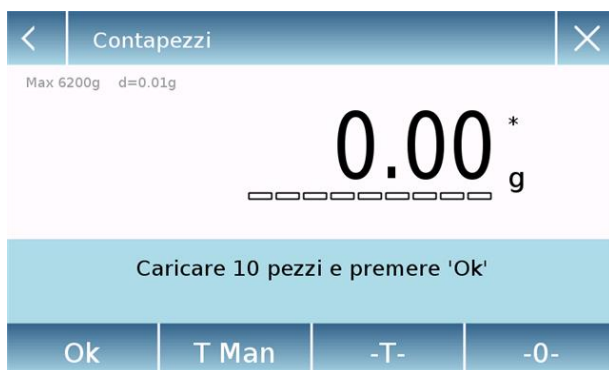 Contapezzi
Max 6200g d=0.01g
0.00 *
g
Caricare 10 pezzi e premere 'Ok'
Ok T Man -T- -0-